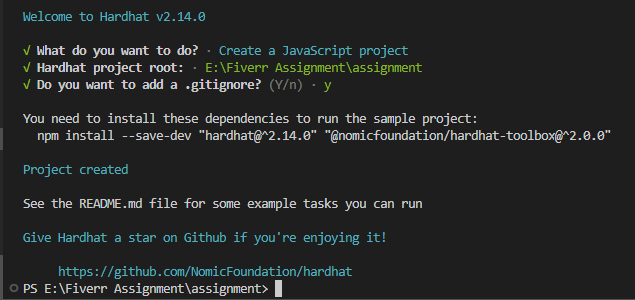 Welcome to Hardhat v2.14.0
√ What do you want to do? · Create a JavaScript project
√ Hardhat project root: · E:\Fiverr Assignment\assignment
√ Do you want to add a .gitignore? (Y/n) · y
You need to install these dependencies to run the sample project:
npm install --save-dev "hardhat@^2.14.0" "@nomicfoundation/hardhat-toolbox@^2.0.0"
Project created
See the README.md file for some example tasks you can run
Give Hardhat a star on Github if you're enjoying it!
https://github.com/NomicFoundation/hardhat
PS E:\Fiverr Assignment\assignment>